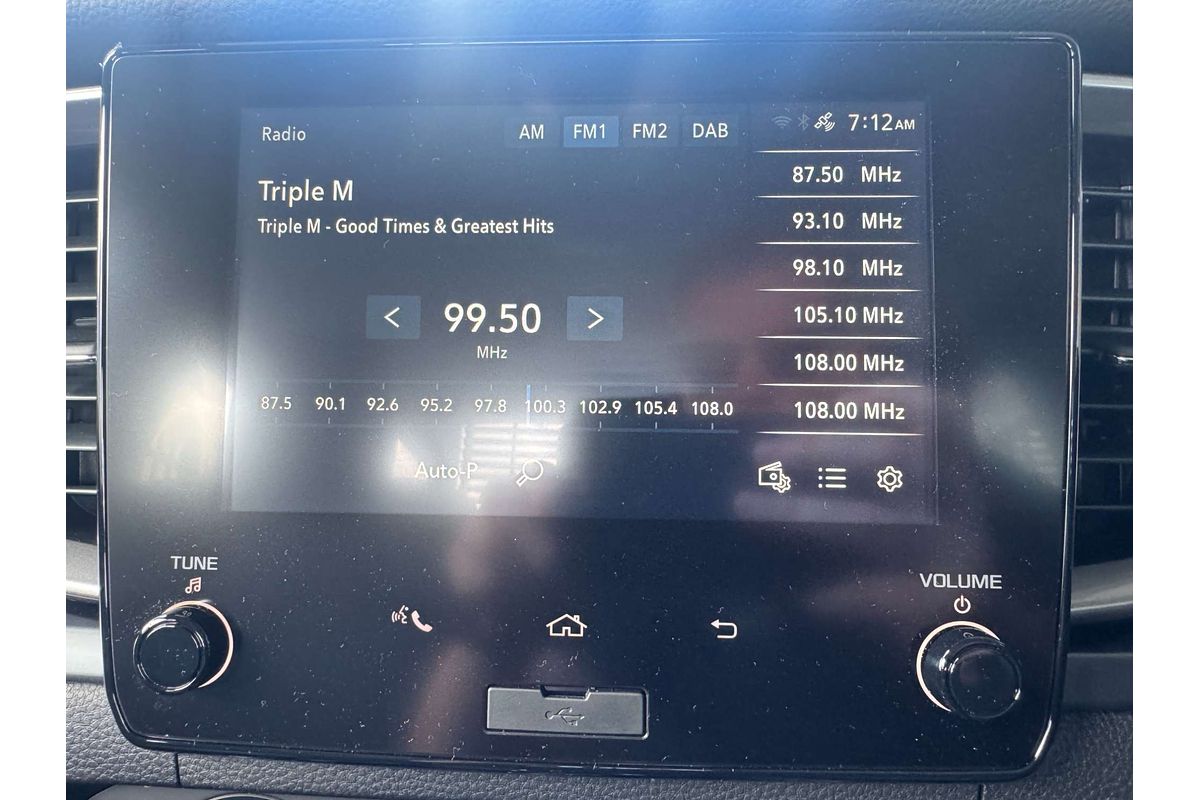 Radio AM FM1 FM2 DAB 7:12AM
Triple M
Triple M - Good Times & Greatest Hits
< 99.50 >
MHz
87.5 90.1 92.6 95.2 97.8 100.3 102.9 105.4 108.0
Auto-P
87.50 MHz
93.10 MHz
98.10 MHz
105.10 MHz
108.00 MHz
108.00 MHz
TUNE
VOLUME